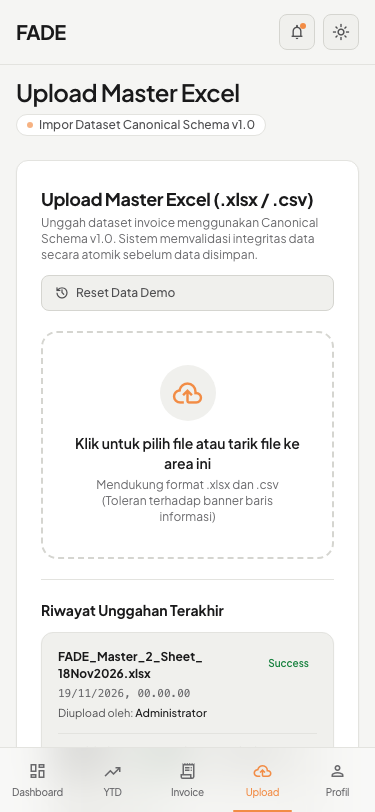 FADE
Upload Master Excel
Impor Dataset Canonical Schema v1.0
Upload Master Excel (.xlsx / .csv)
Unggah dataset invoice menggunakan Canonical
Schema v1.0. Sistem memvalidasi integritas data
secara atomik sebelum data disimpan.
Reset Data Demo
Klik untuk pilih file atau tarik file ke
area ini
Mendukung format .xlsx dan .csv
(Toleran terhadap banner baris
informasi)
Riwayat Unggahan Terakhir
FADE_Master_2_Sheet_
18Nov2026.xlsx
Success
19/11/2026, 00.00.00
Diupload oleh: Administrator
Dashboard
YTD
Invoice
Upload
Profil